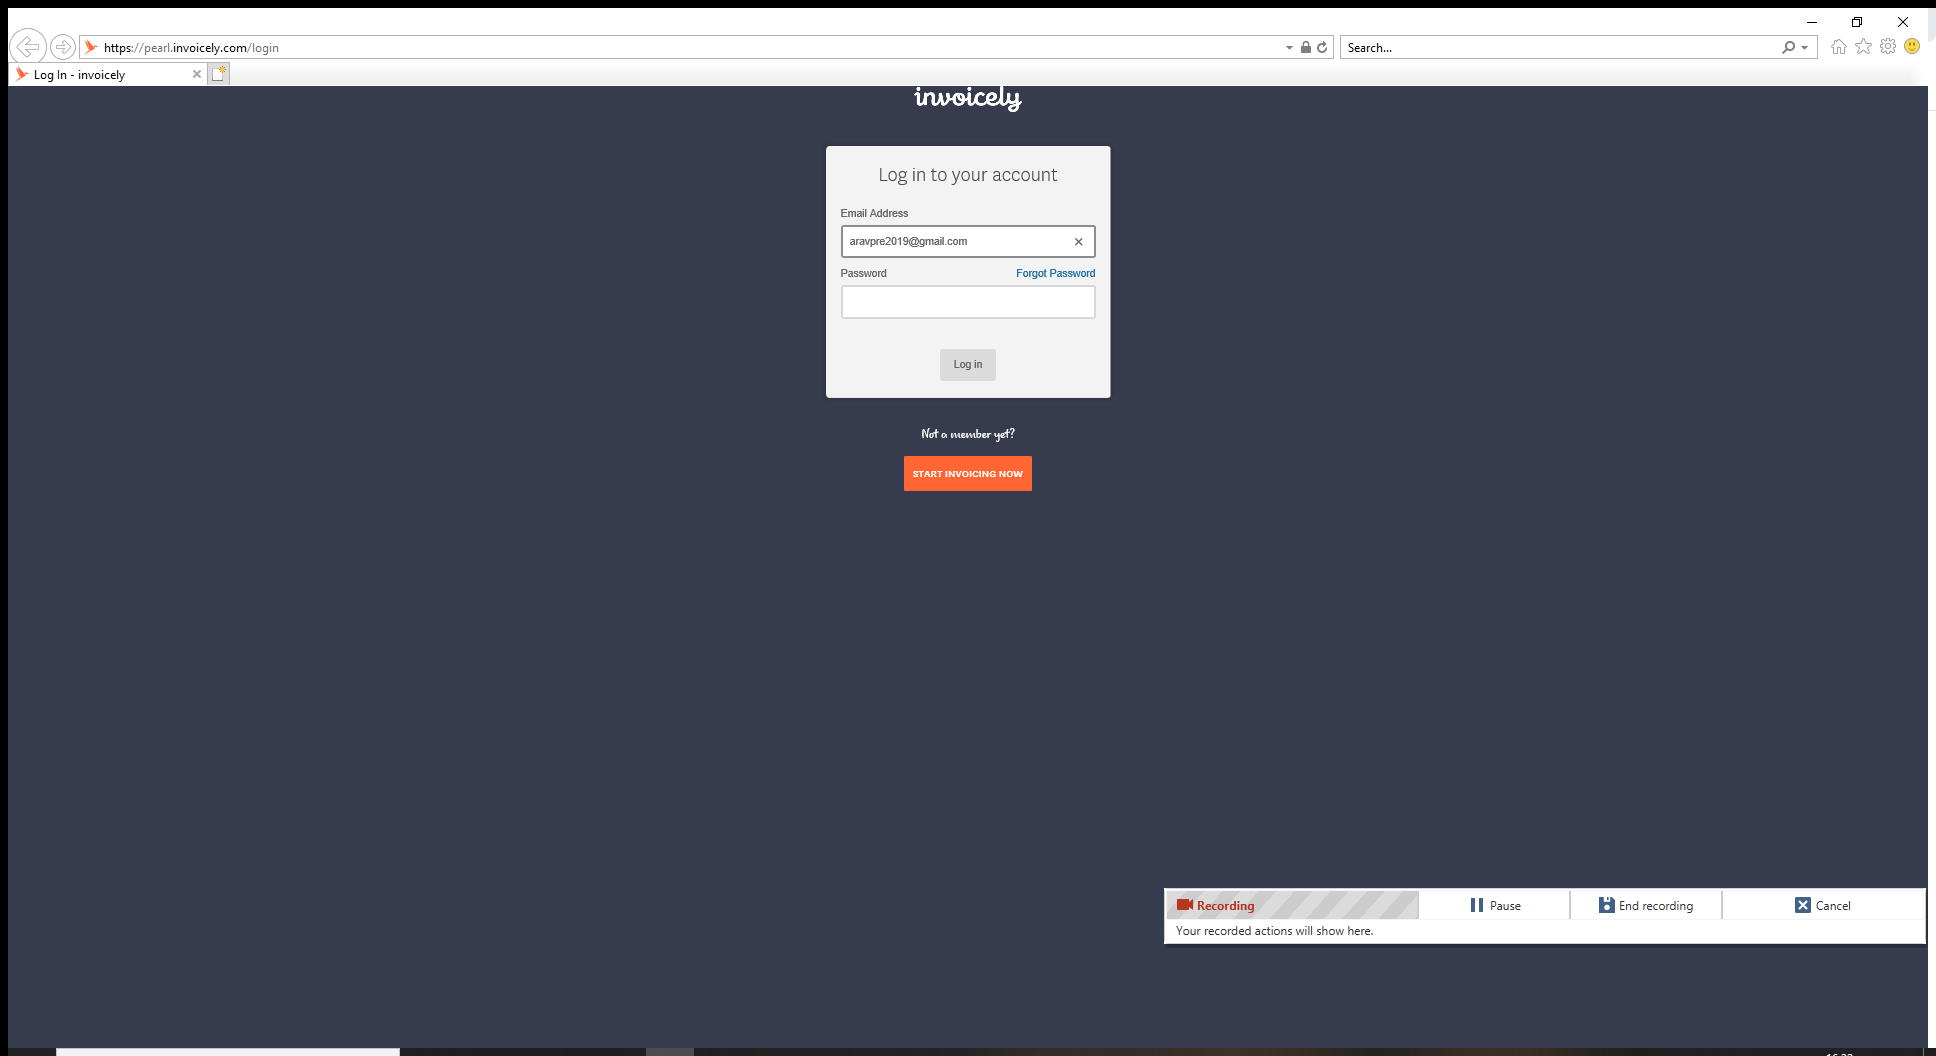 https://pearl.invoicely.com/login
Search...
Log In - invoicely
invoicely
Log in to your account
Email Address
aravpre2019@gmail.com
Password
Forgot Password
Log in
Not a member yet?
START INVOICING NOW
Recording
Pause
End recording
Cancel
Your recorded actions will show here.